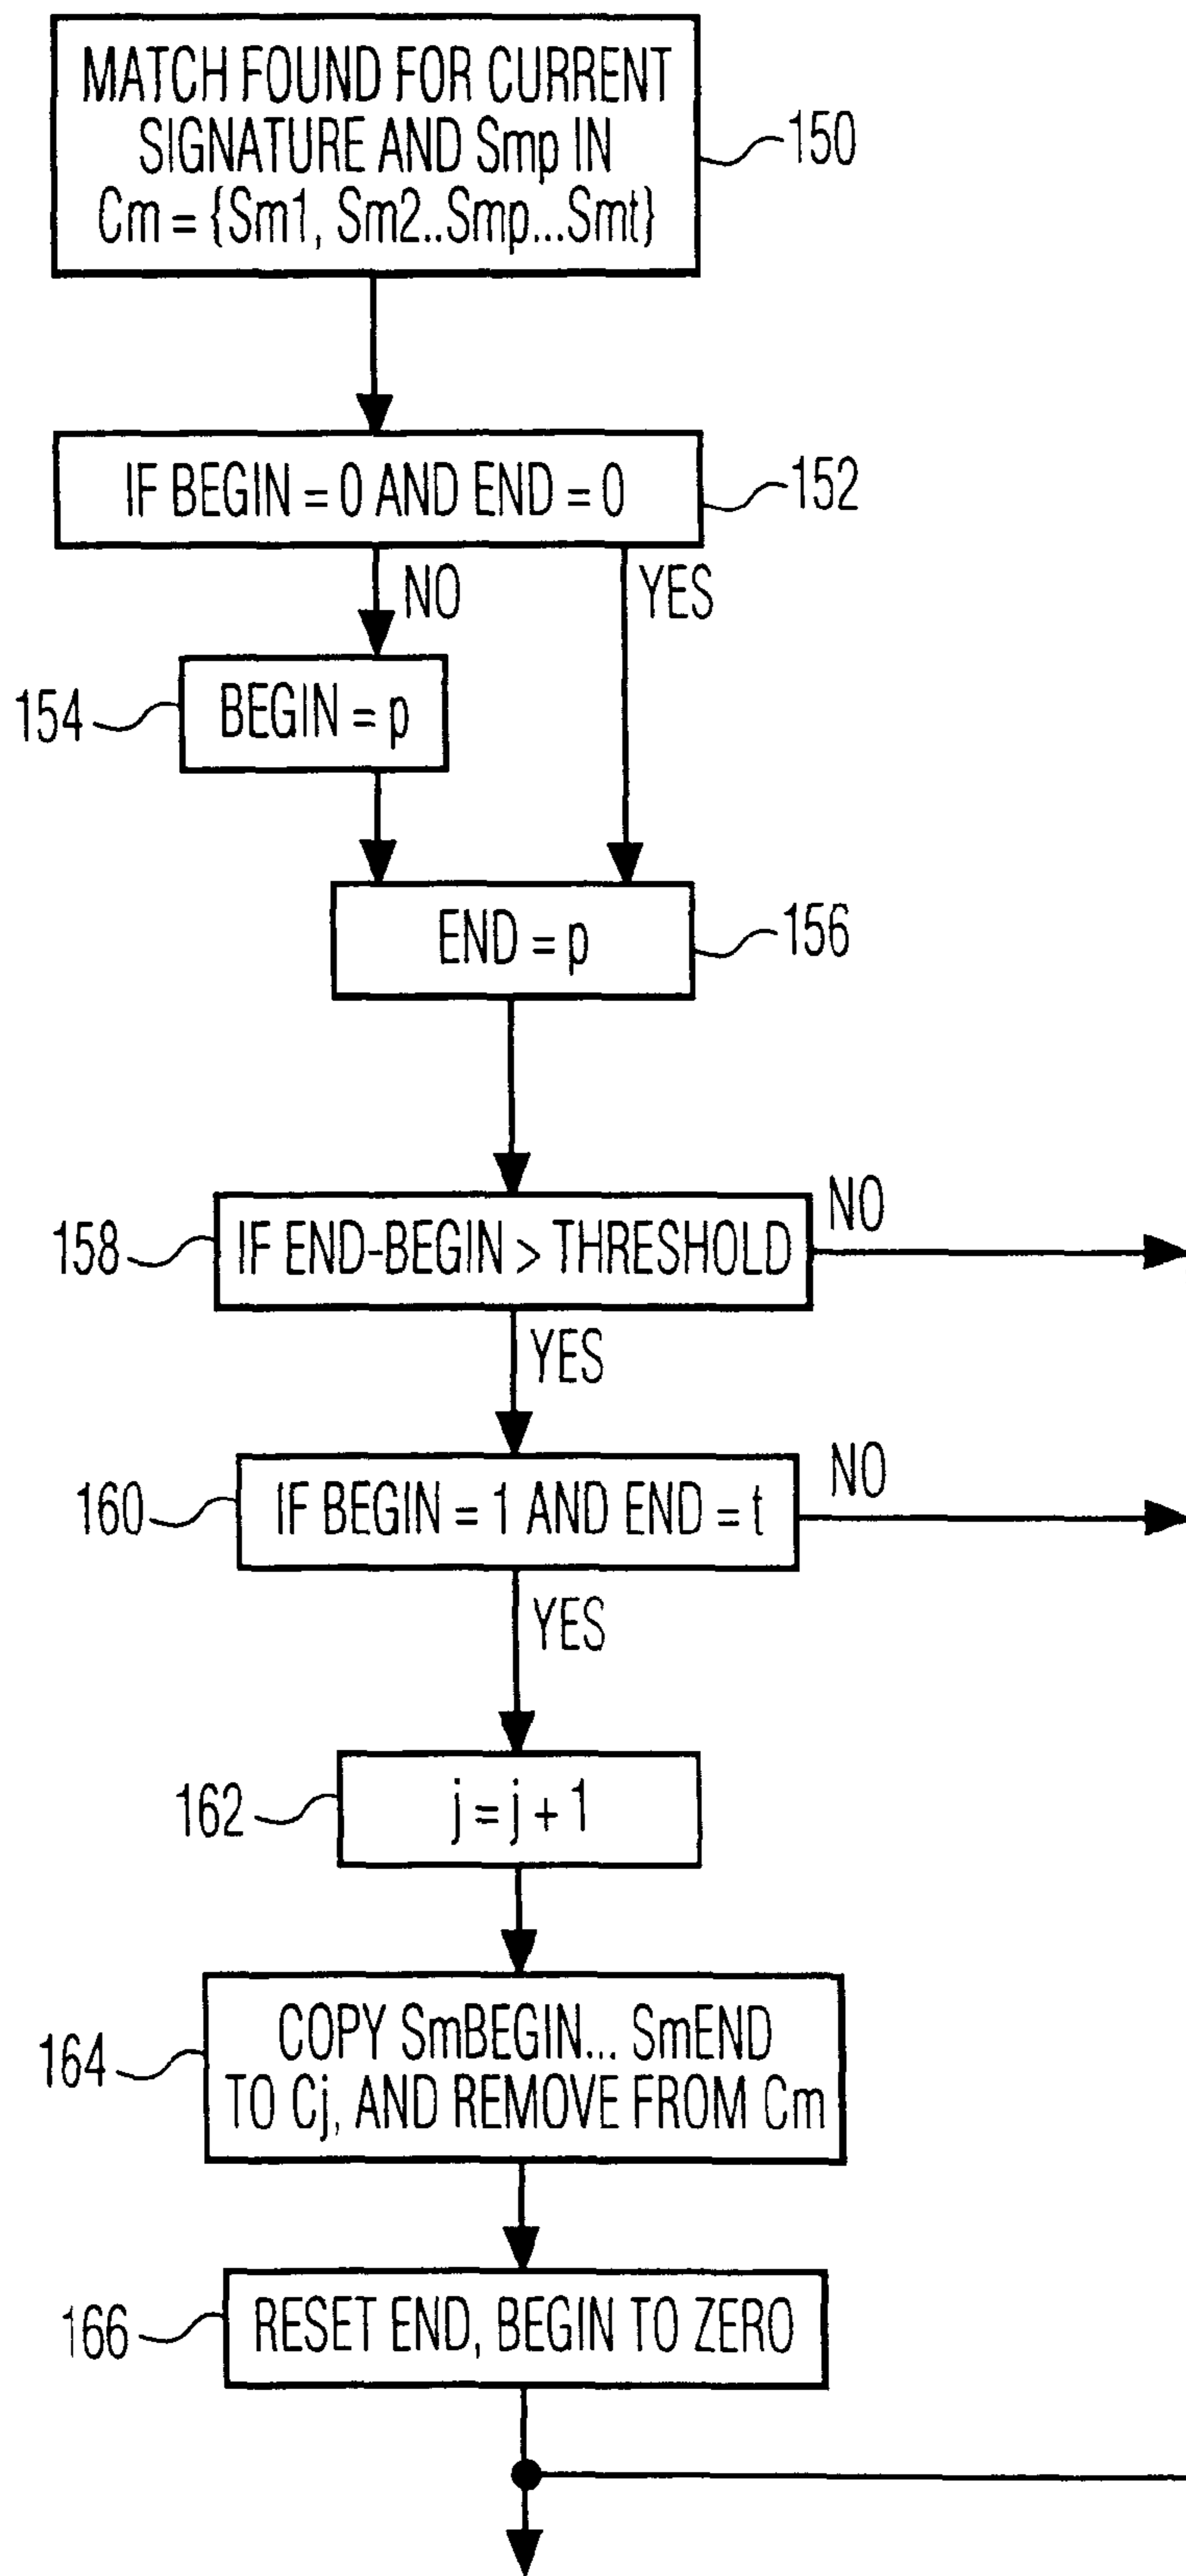 MATCH FOUND FOR CURRENT
SIGNATURE AND Smp IN
Cm = {Sm1, Sm2..Smp...Smt}
150
IF BEGIN = 0 AND END = 0
152
NO
YES
154
BEGIN = p
END = p
156
158
IF END-BEGIN > THRESHOLD
NO
YES
160
IF BEGIN = 1 AND END = t
NO
YES
162
j = j + 1
164
COPY SmBEGIN... SmEND
TO Cj, AND REMOVE FROM Cm
166
RESET END, BEGIN TO ZERO